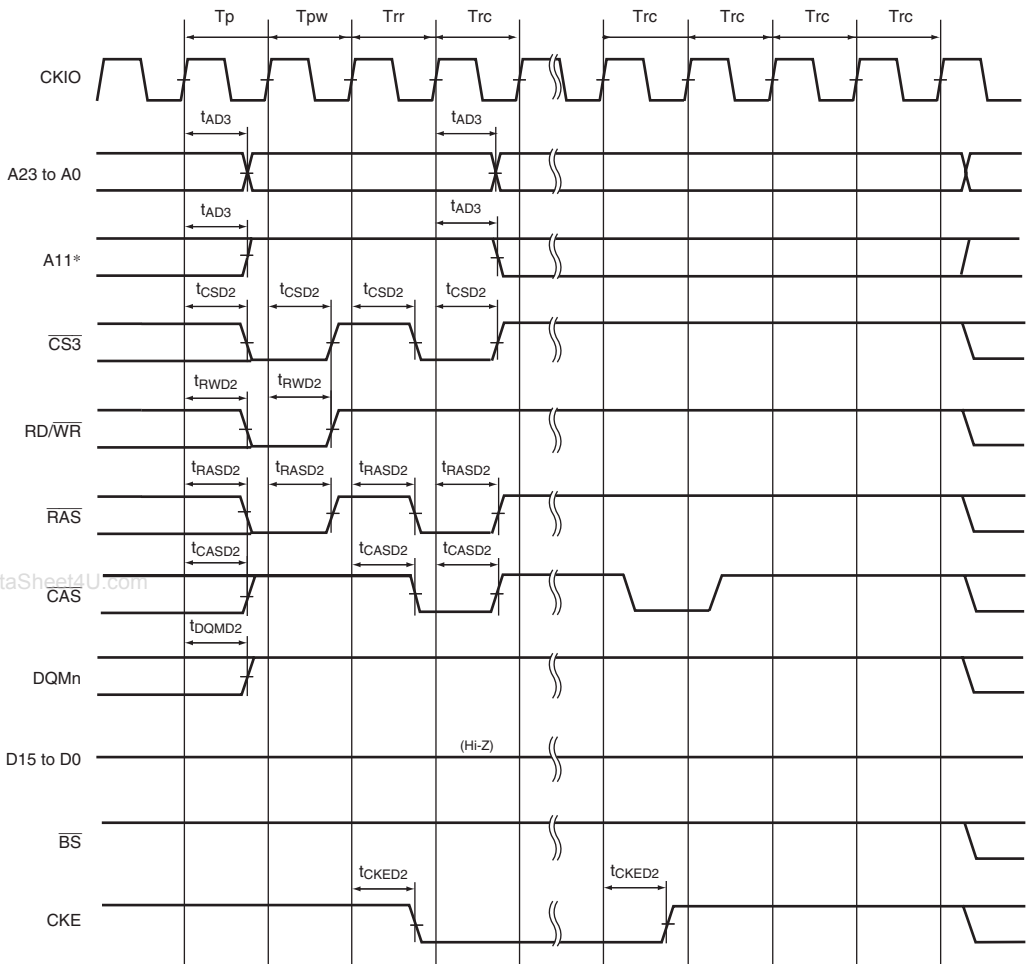 Tp Tpw Trr Trc Trc Trc Trc Trc
CKIO
tAD3 tAD3
A23 to A0
tAD3 tAD3
A11*
tCSD2 tCSD2 tCSD2 tCSD2
CS3
tRWD2 tRWD2
RD/WR
tRASD2 tRASD2 tRASD2 tRASD2
RAS
tCASD2 tCASD2 tCASD2
taSheet4U.com
CAS
tDQMD2
DQMn
(Hi-Z)
D15 to D0
BS
tCKED2 tCKED2
CKE